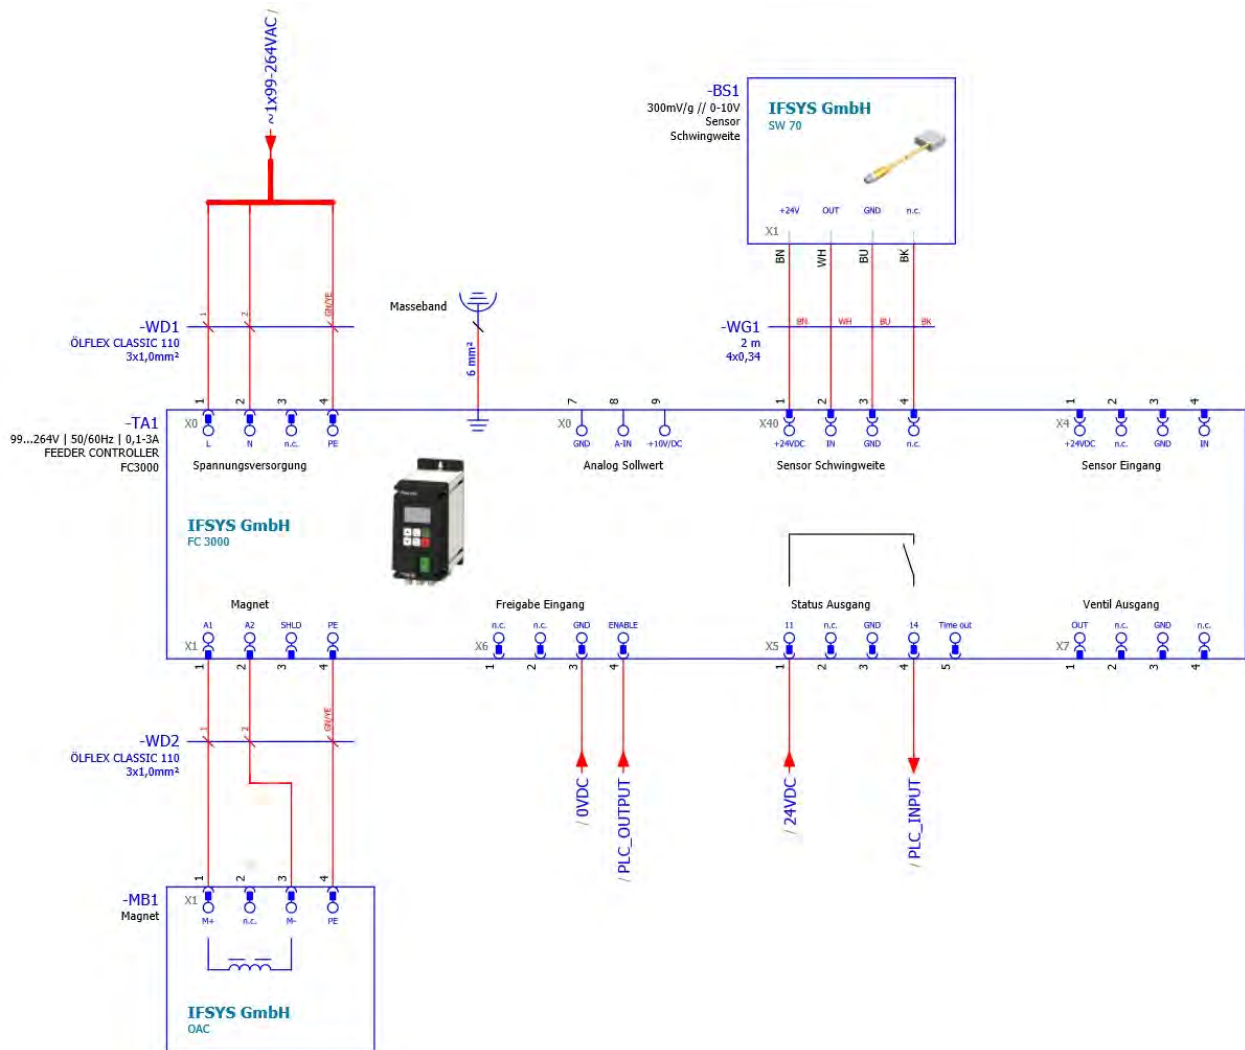 ~1x99-264VAC /
-BS1
300mV/g // 0-10V
Sensor
Schwingweite
IFSYS GmbH
SW 70
+24V OUT GND n.c.
X1
BN WH BU BK
1 2 GN/YE
-WD1
ÖLFLEX CLASSIC 110
3x1,0mm²
Masseband
6 mm²
-WG1
2 m
4x0,34
BN WH BU BK
-TA1
99...264V | 50/60Hz | 0,1-3A
FEEDER CONTROLLER
FC3000
1 2 3 4
X0
L N n.c. PE
Spannungsversorgung
7 8 9
X0
GND A-IN +10V/DC
Analog Sollwert
1 2 3 4
X40
+24VDC IN GND n.c.
Sensor Schwingweite
1 2 3 4
X4
+24VDC n.c. GND IN
Sensor Eingang
IFSYS GmbH
FC 3000
Magnet
A1 A2 SHLD PE
X1
1 2 3 4
Freigabe Eingang
n.c. n.c. GND ENABLE
X6
1 2 3 4
Status Ausgang
11 n.c. GND 14 Time out
X5
1 2 3 4 5
Ventil Ausgang
OUT n.c. GND n.c.
X7
1 2 3 4
1 2 GN/YE
-WD2
ÖLFLEX CLASSIC 110
3x1,0mm²
/ 0VDC
/ PLC_OUTPUT
/ 24VDC
/ PLC_INPUT
-MB1
Magnet
1 2 3 4
X1
M+ n.c. M- PE
IFSYS GmbH
OAC